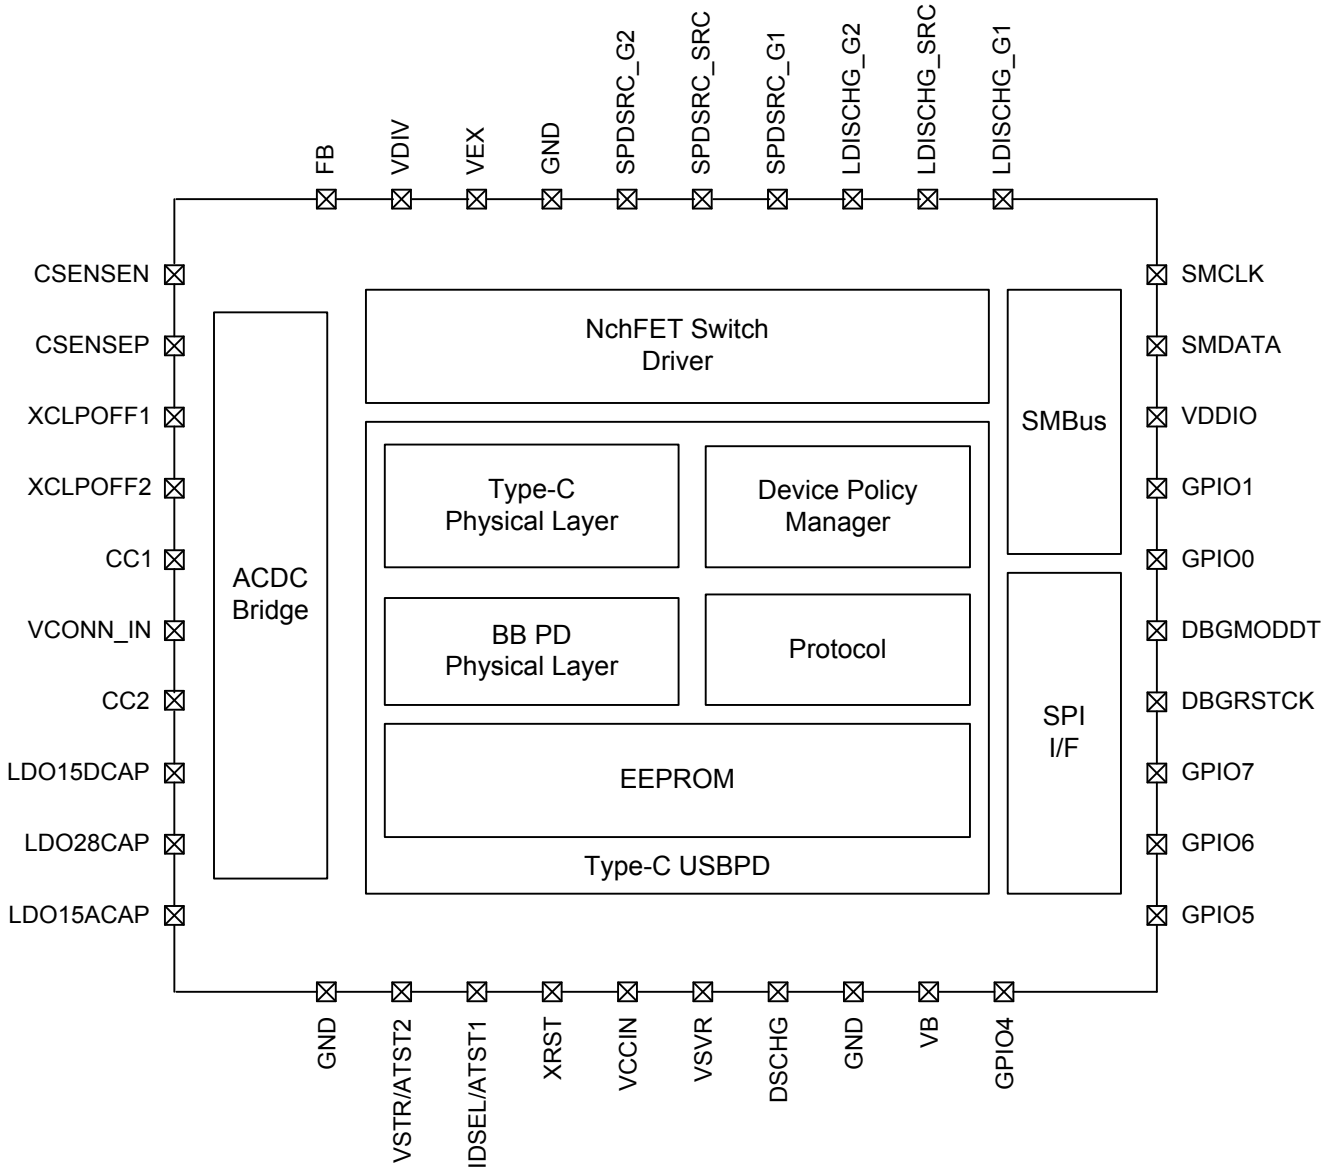 FB
VDIV
VEX
GND
SPDSRC_G2
SPDSRC_SRC
SPDSRC_G1
LDISCHG_G2
LDISCHG_SRC
LDISCHG_G1
CSENSEN
CSENSEP
XCLPOFF1
XCLPOFF2
CC1
VCONN_IN
CC2
LDO15DCAP
LDO28CAP
LDO15ACAP
ACDC
Bridge
NchFET Switch
Driver
Type-C
Physical Layer
Device Policy
Manager
BB PD
Physical Layer
Protocol
EEPROM
Type-C USBPD
SMBus
SPI
I/F
SMCLK
SMDATA
VDDIO
GPIO1
GPIO0
DBGMODDT
DBGRSTCK
GPIO7
GPIO6
GPIO5
GND
VSTR/ATST2
IDSEL/ATST1
XRST
VCCIN
VSVR
DSCHG
GND
VB
GPIO4